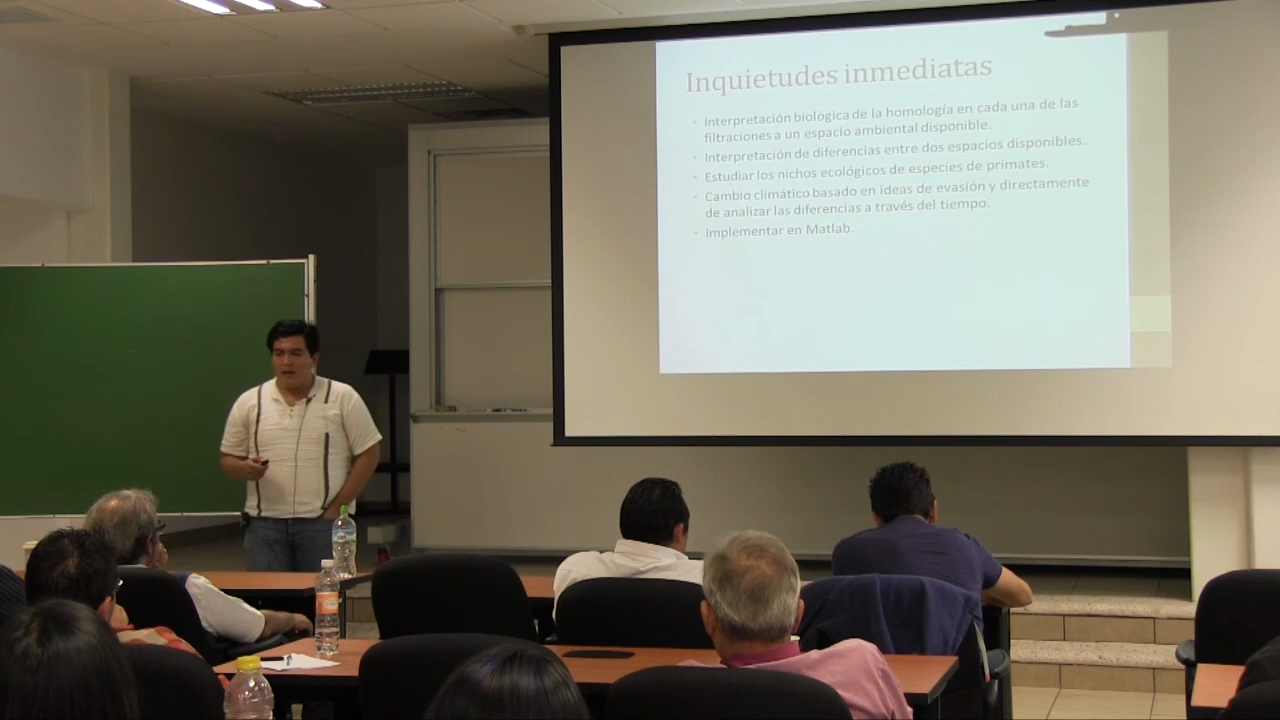 Inquietudes inmediatas
Interpretación biológica de la homología en cada una de las
filtraciones a un espacio ambiental disponible.
Interpretación de diferencias entre dos espacios disponibles.
Estudiar los nichos ecológicos de especies de primates.
Cambio climático basado en ideas de evasión y directamente
de analizar las diferencias a través del tiempo.
Implementar en Matlab.